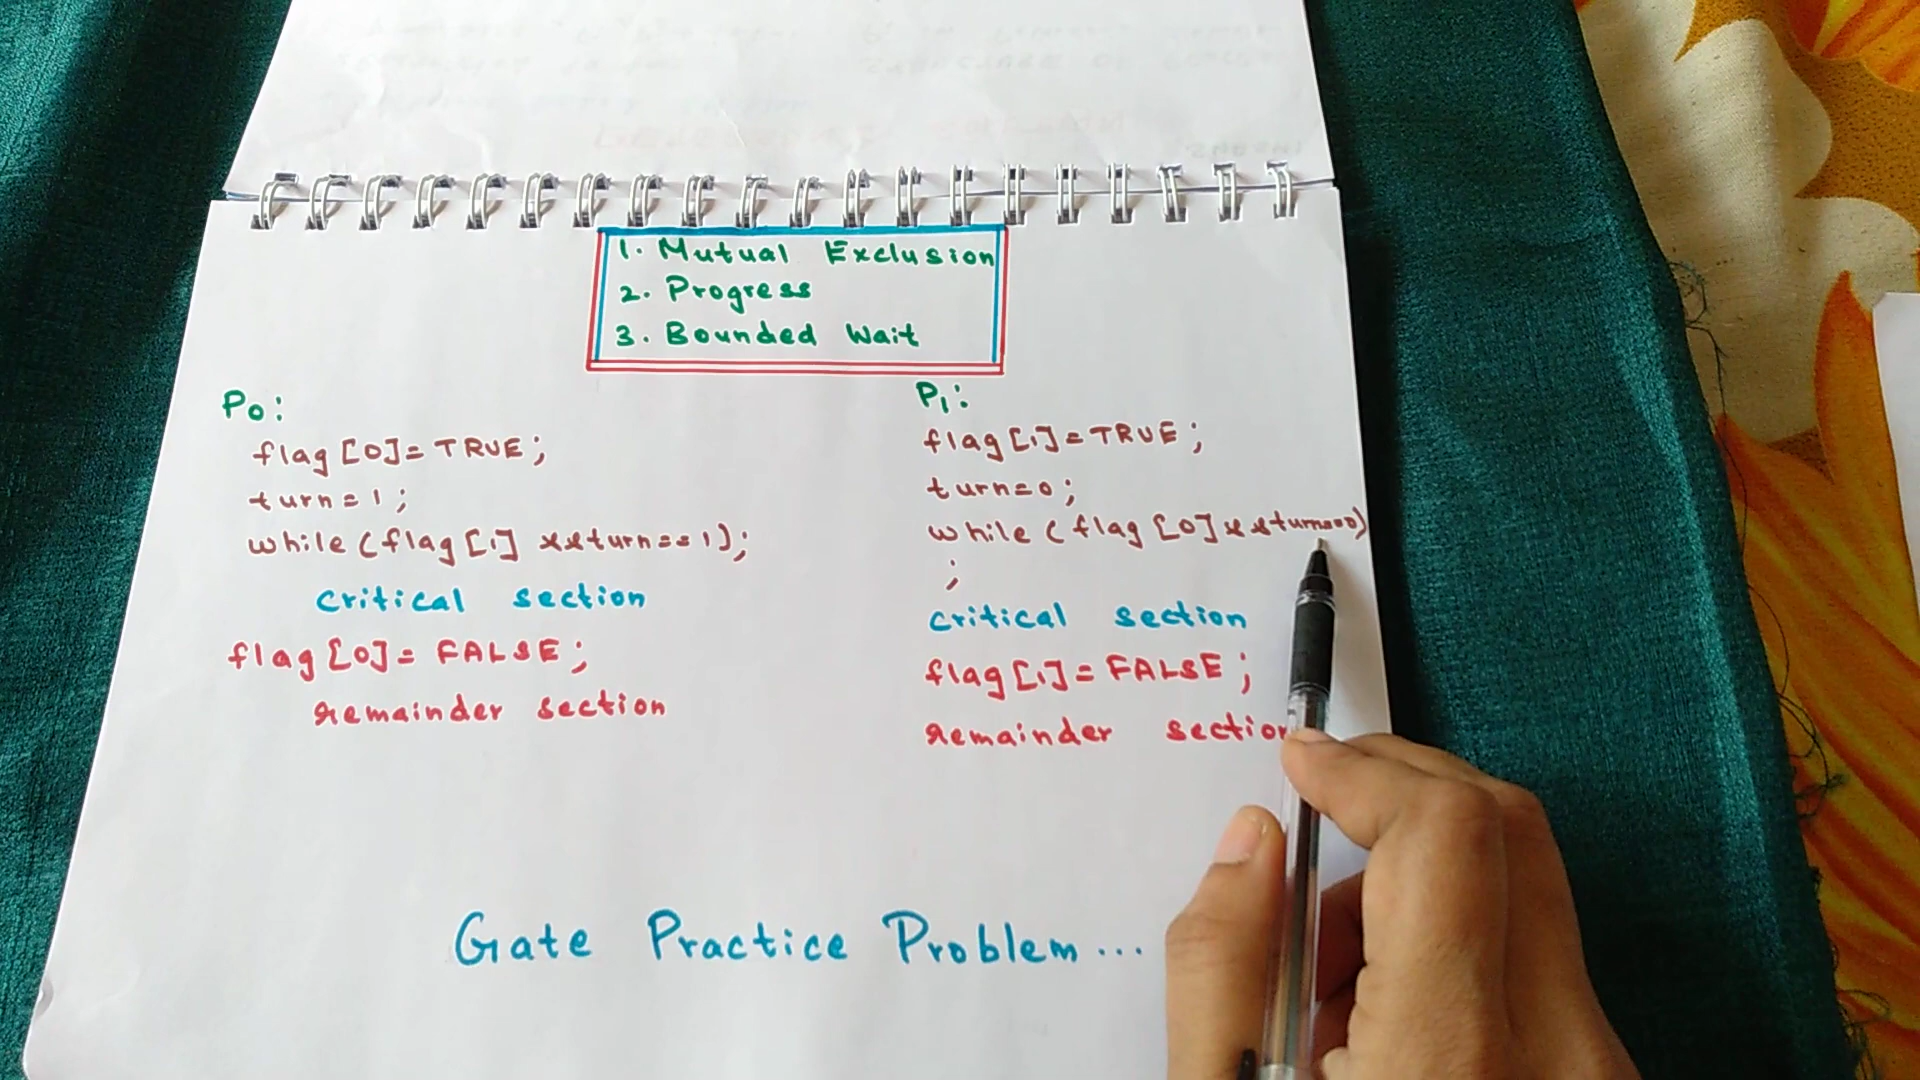 1. Mutual Exclusion
2. Progress
3. Bounded Wait
P0:
flag[0]=TRUE;
turn=1;
while(flag[1] &&turn==1);
critical section
flag[0]= FALSE;
remainder section
P1:
flag[1]=TRUE;
turn=0;
while(flag[0]&&turn==0)
;
critical section
flag[1]=FALSE;
remainder section
Gate Practice Problem...